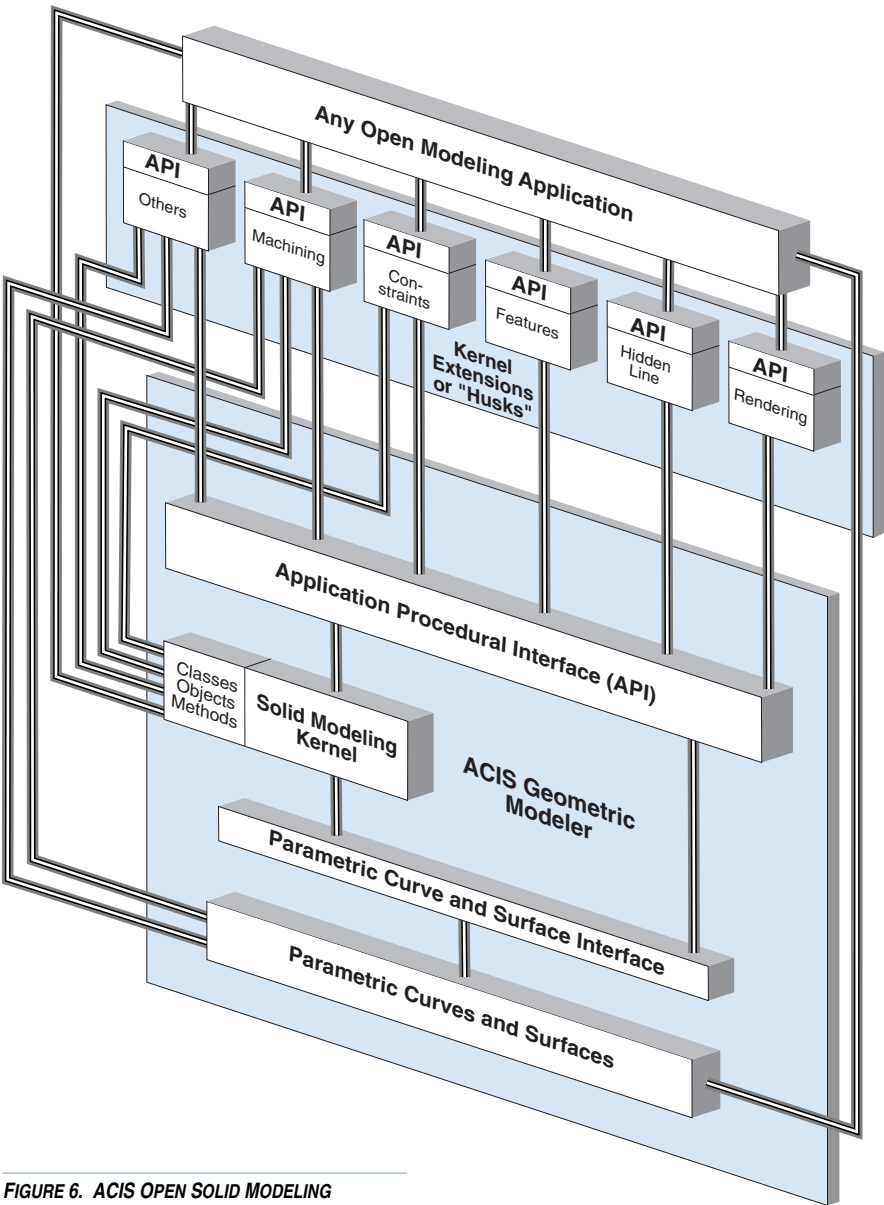 Any Open Modeling Application
API
Others
API
Machining
API
Con-
straints
API
Features
API
Hidden
Line
API
Rendering
Kernel
Extensions
or "Husks"
Application Procedural Interface (API)
Classes
Objects
Methods
Solid Modeling
Kernel
ACIS Geometric
Modeler
Parametric Curve and Surface Interface
Parametric Curves and Surfaces
FIGURE 6. ACIS OPEN SOLID MODELING